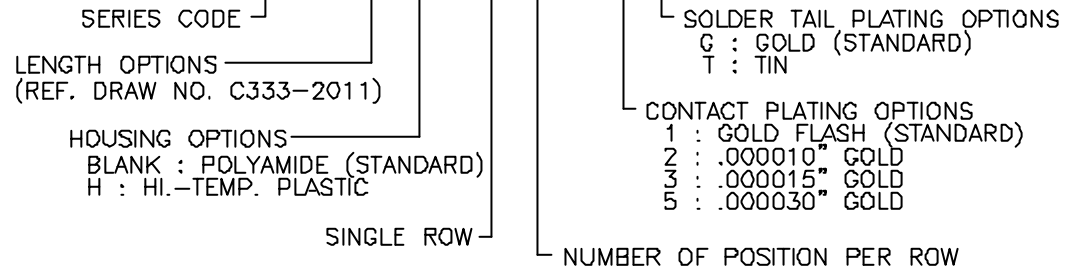 SERIES CODE
LENGTH OPTIONS
(REF. DRAW NO. C333-2011)
HOUSING OPTIONS
BLANK : POLYAMIDE (STANDARD)
H : HI.-TEMP. PLASTIC
SINGLE ROW
SOLDER TAIL PLATING OPTIONS
G : GOLD (STANDARD)
T : TIN
CONTACT PLATING OPTIONS
1 : GOLD FLASH (STANDARD)
2 : .000010" GOLD
3 : .000015" GOLD
5 : .000030" GOLD
NUMBER OF POSITION PER ROW